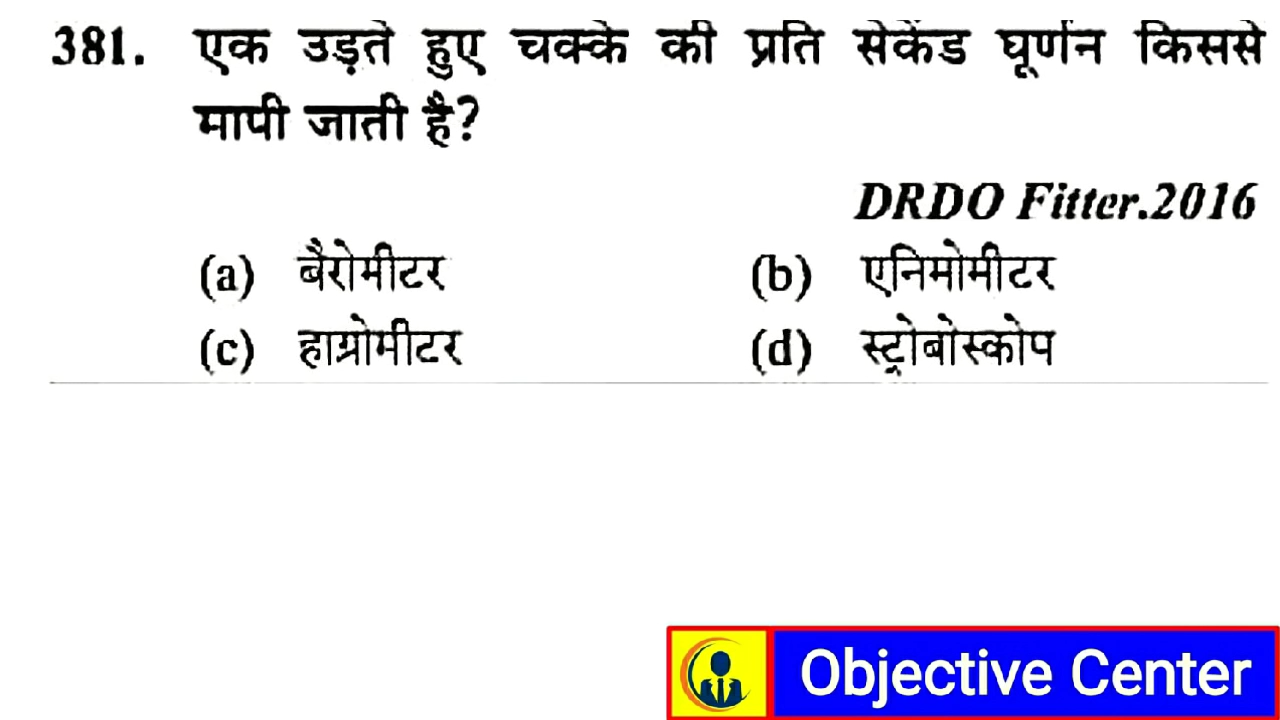 381. एक उड़ते हुए चक्के की प्रति सेकेंड घूर्णन किससे
मापी जाती है?
DRDO Fitter.2016
(a) बैरोमीटर (b) एनिमोमीटर
(c) हाग्रोमीटर (d) स्ट्रोबोस्कोप
Objective Center